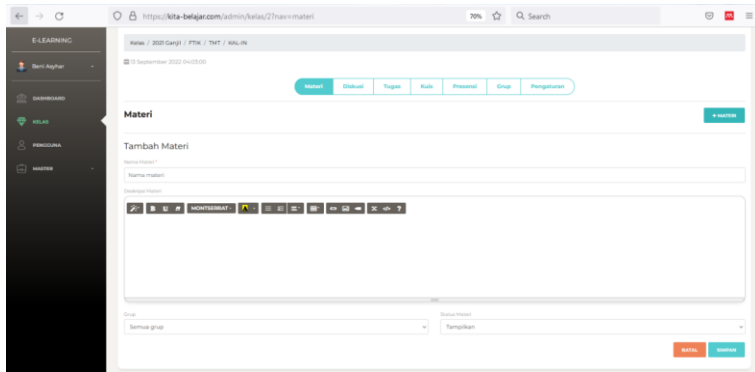 https://kita-belajar.com/admin/kelas/2?nav=materi
70%
Search
E-LEARNING
Beni Asyhar
DASHBOARD
KELAS
PENGGUNA
MASTER
Kelas / 2021 Ganjil / FTIK / TMT / KAL-IN
13 September 2022 04:03:00
Materi
Diskusi
Tugas
Kuis
Presensi
Grup
Pengaturan
Materi
+ MATERI
Tambah Materi
Nama Materi *
Nama materi
Deskripsi Materi
B U
MONTSERRAT
A
?
Grup
Status Materi
Semua grup
Tampilkan
BATAL
SIMPAN